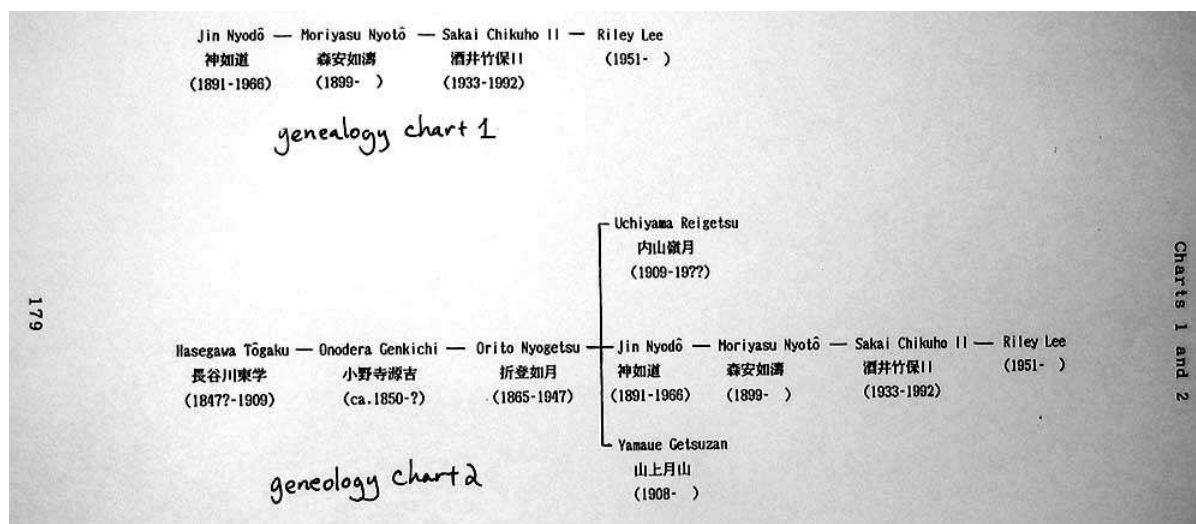 Jin Nyodô — Moriyasu Nyotô — Sakai Chikuho II — Riley Lee
神如道 森安如濤 酒井竹保II (1951- )
(1891-1966) (1899- ) (1933-1992)
genealogy chart 1
Uchiyama Reigetsu
内山嶺月
(1909-19??)
Hasegawa Tôgaku — Onodera Genkichi — Orito Nyogetsu — Jin Nyodô — Moriyasu Nyotô — Sakai Chikuho II — Riley Lee
長谷川東学 小野寺源吉 折登如月 神如道 森安如濤 酒井竹保II (1951- )
(1847?-1909) (ca.1850-?) (1865-1947) (1891-1966) (1899- ) (1933-1992)
Yamaue Getsuzan
山上月山
(1908- )
geneology chart 2
179
Charts 1 and 2